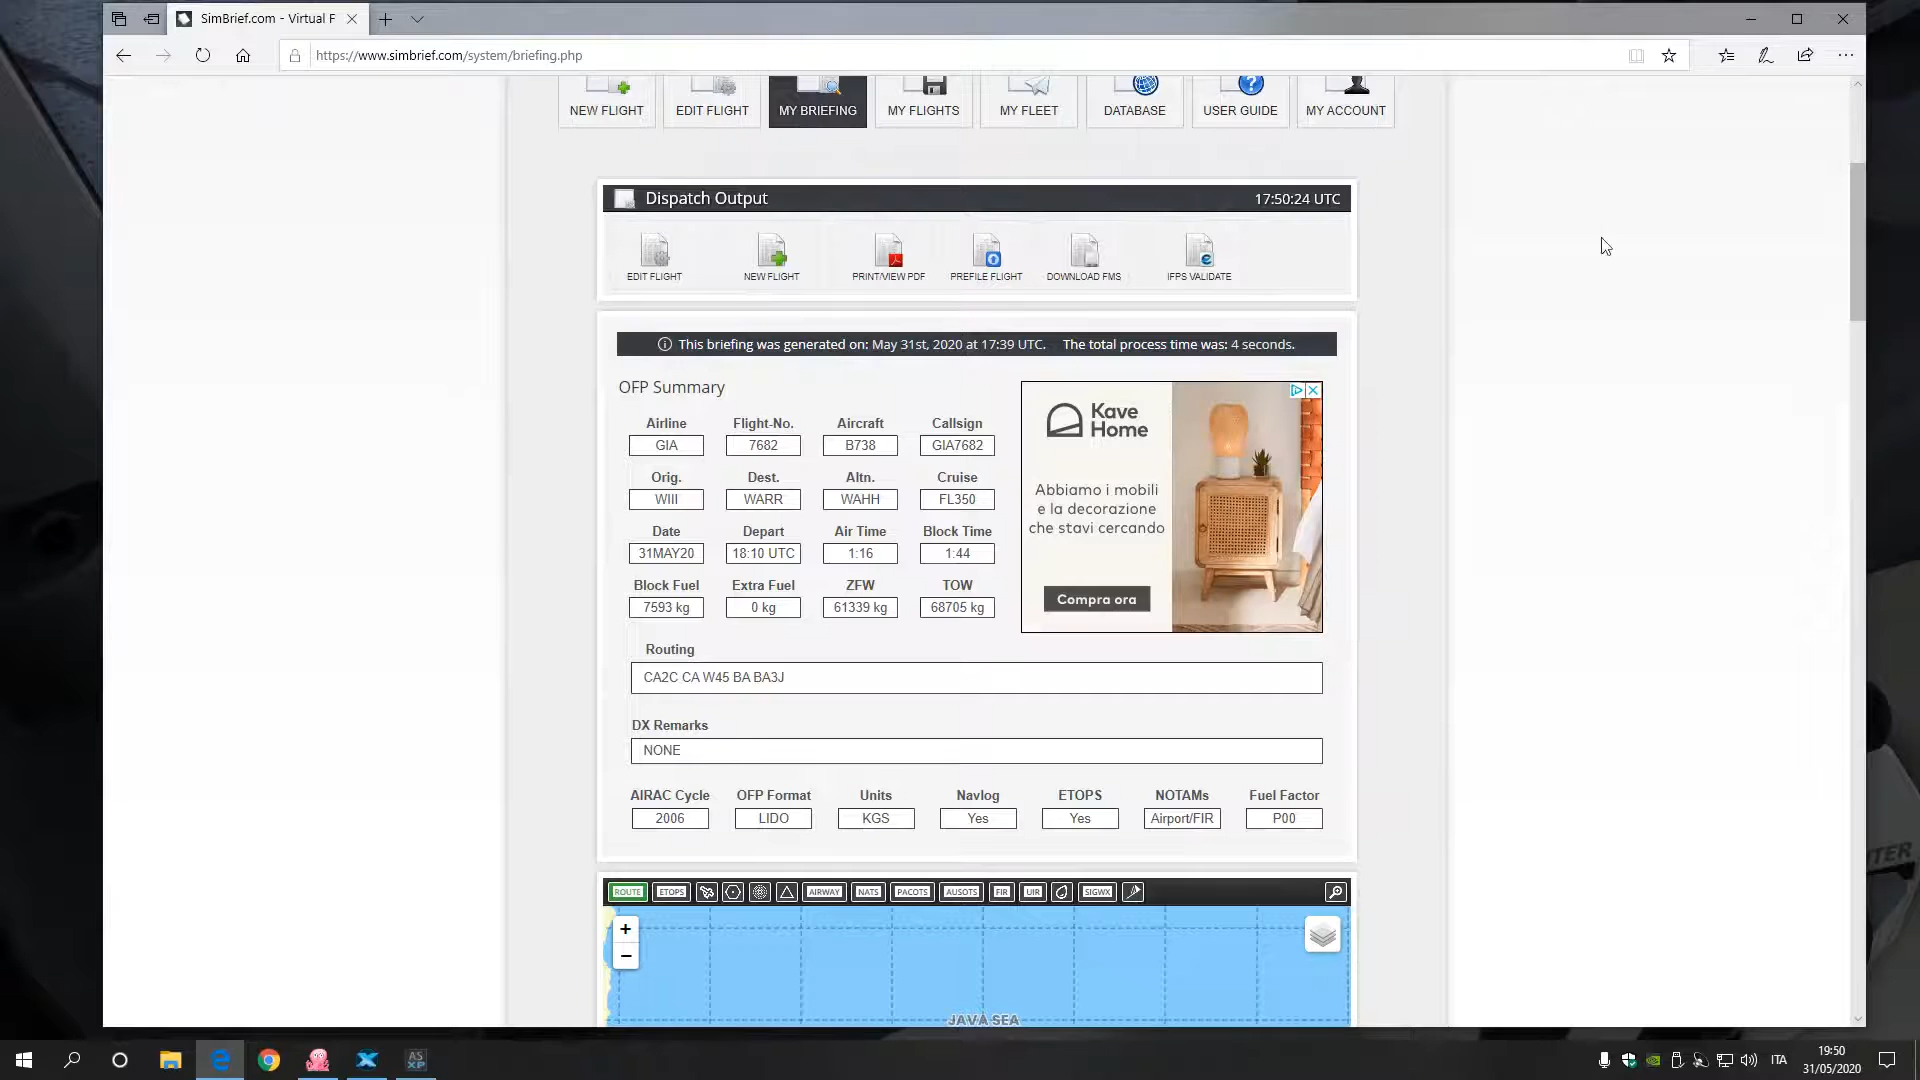 SimBrief.com - Virtual F
https://www.simbrief.com/system/briefing.php
NEW FLIGHT
EDIT FLIGHT
MY BRIEFING
MY FLIGHTS
MY FLEET
DATABASE
USER GUIDE
MY ACCOUNT
Dispatch Output
17:50:24 UTC
EDIT FLIGHT
NEW FLIGHT
PRINT/VIEW PDF
PREFILE FLIGHT
DOWNLOAD FMS
IFPS VALIDATE
This briefing was generated on: May 31st, 2020 at 17:39 UTC. The total process time was: 4 seconds.
OFP Summary
Airline Flight-No. Aircraft Callsign
GIA 7682 B738 GIA7682
Orig. Dest. Altn. Cruise
WIII WARR WAHH FL350
Date Depart Air Time Block Time
31MAY20 18:10 UTC 1:16 1:44
Block Fuel Extra Fuel ZFW TOW
7593 kg 0 kg 61339 kg 68705 kg
Kave
Home
Abbiamo i mobili
e la decorazione
che stavi cercando
Compra ora
Routing
CA2C CA W45 BA BA3J
DX Remarks
NONE
AIRAC Cycle OFP Format Units Navlog ETOPS NOTAMs Fuel Factor
2006 LIDO KGS Yes Yes Airport/FIR P00
ROUTE ETOPS AIRWAY NATS PACOTS AUSOTS FIR UIR SIGWX
+
−
JAVA SEA
TER
AS
XP
ITA
19:50
31/05/2020